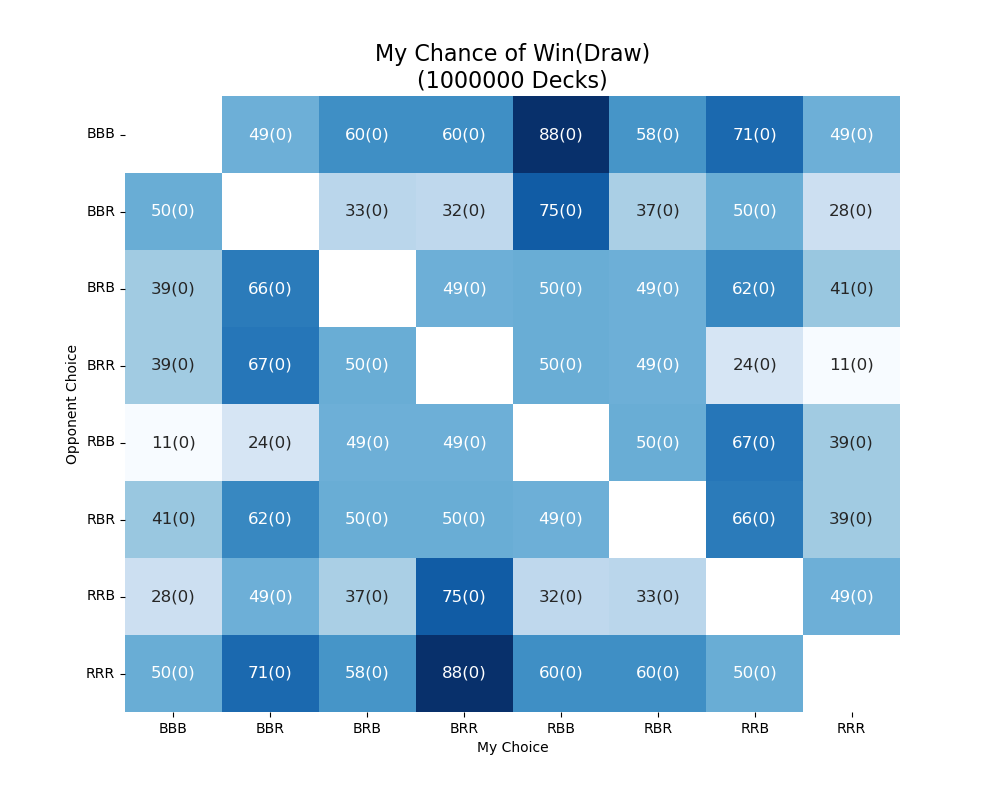 My Chance of Win(Draw)
(1000000 Decks)
Opponent Choice
BBB 49(0) 60(0) 60(0) 88(0) 58(0) 71(0) 49(0)
BBR 50(0) 33(0) 32(0) 75(0) 37(0) 50(0) 28(0)
BRB 39(0) 66(0) 49(0) 50(0) 49(0) 62(0) 41(0)
BRR 39(0) 67(0) 50(0) 50(0) 49(0) 24(0) 11(0)
RBB 11(0) 24(0) 49(0) 49(0) 50(0) 67(0) 39(0)
RBR 41(0) 62(0) 50(0) 50(0) 49(0) 66(0) 39(0)
RRB 28(0) 49(0) 37(0) 75(0) 32(0) 33(0) 49(0)
RRR 50(0) 71(0) 58(0) 88(0) 60(0) 60(0) 50(0)
BBB BBR BRB BRR RBB RBR RRB RRR
My Choice